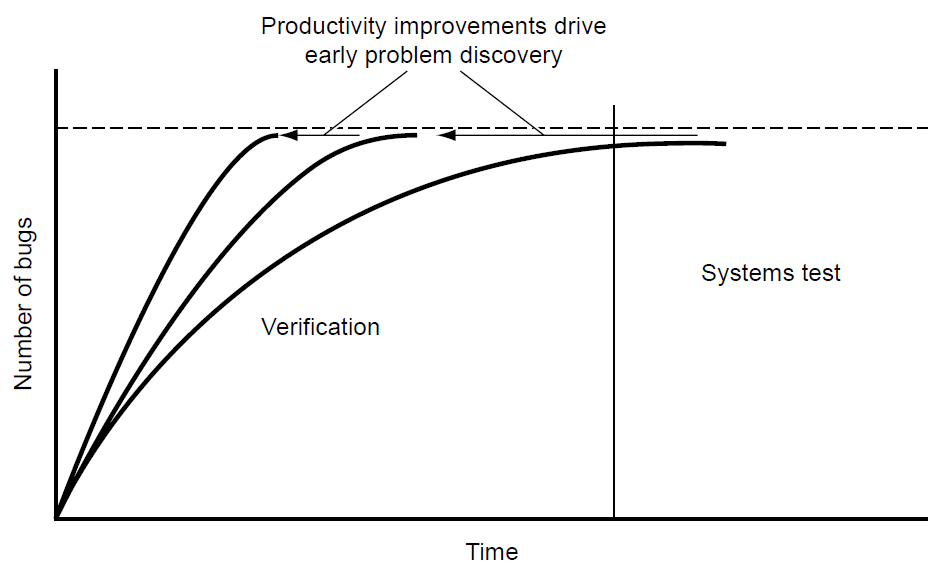 Productivity improvements drive
early problem discovery
Number of bugs
Systems test
Verification
Time